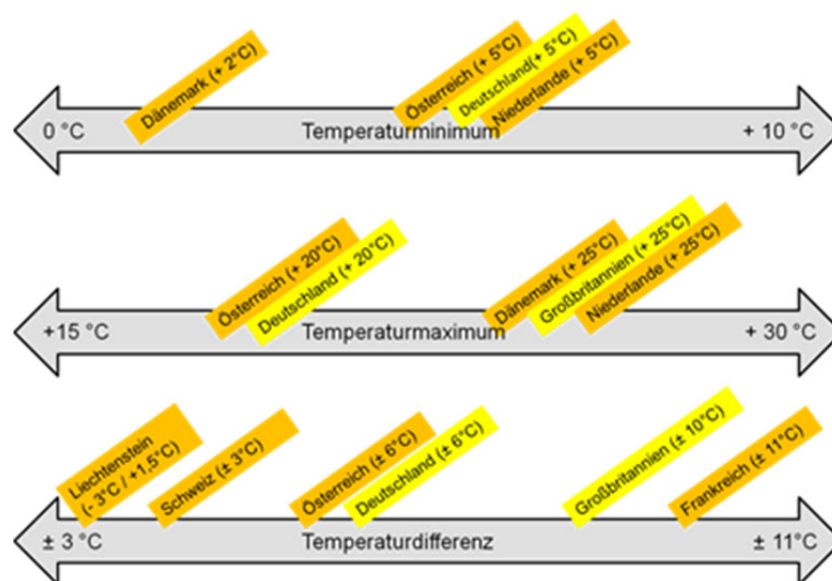 Dänemark (+ 2°C)
Österreich (+ 5°C)
Deutschland(+ 5°C)
Niederlande (+ 5°C)
0 °C
Temperaturminimum
+ 10 °C
Österreich (+ 20°C)
Deutschland (+ 20°C)
Dänemark (+ 25°C)
Großbritannien (+ 25°C)
Niederlande (+ 25°C)
+15 °C
Temperaturmaximum
+ 30 °C
Liechtenstein
(- 3°C / +1,5°C)
Schweiz (± 3°C)
Österreich (± 6°C)
Deutschland (± 6°C)
Großbritannien (± 10°C)
Frankreich (± 11°C)
± 3 °C
Temperaturdifferenz
± 11°C